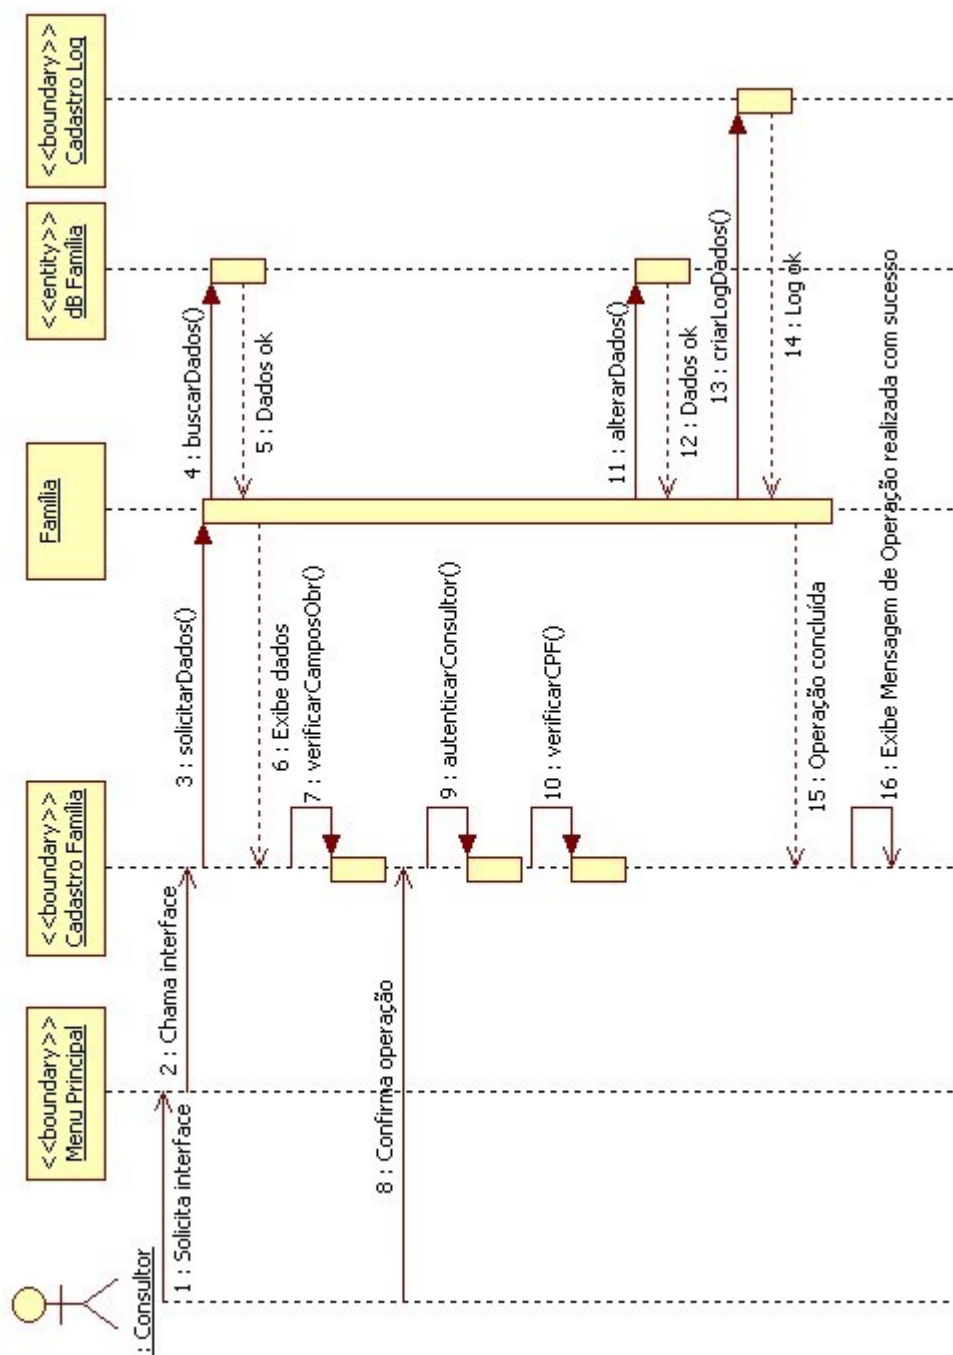 : Consultor
<<boundary>>
Menu Principal
<<boundary>>
Cadastro Família
Família
<<entity>>
dB Família
<<boundary>>
Cadastro Log
1 : Solicita interface
2 : Chama interface
3 : solicitarDados()
4 : buscarDados()
5 : Dados ok
6 : Exibe dados
7 : verificarCamposObr()
8 : Confirma operação
9 : autenticarConsultor()
10 : verificarCPF()
11 : alterarDados()
12 : Dados ok
13 : criarLogDados()
14 : Log ok
15 : Operação concluída
16 : Exibe Mensagem de Operação realizada com sucesso